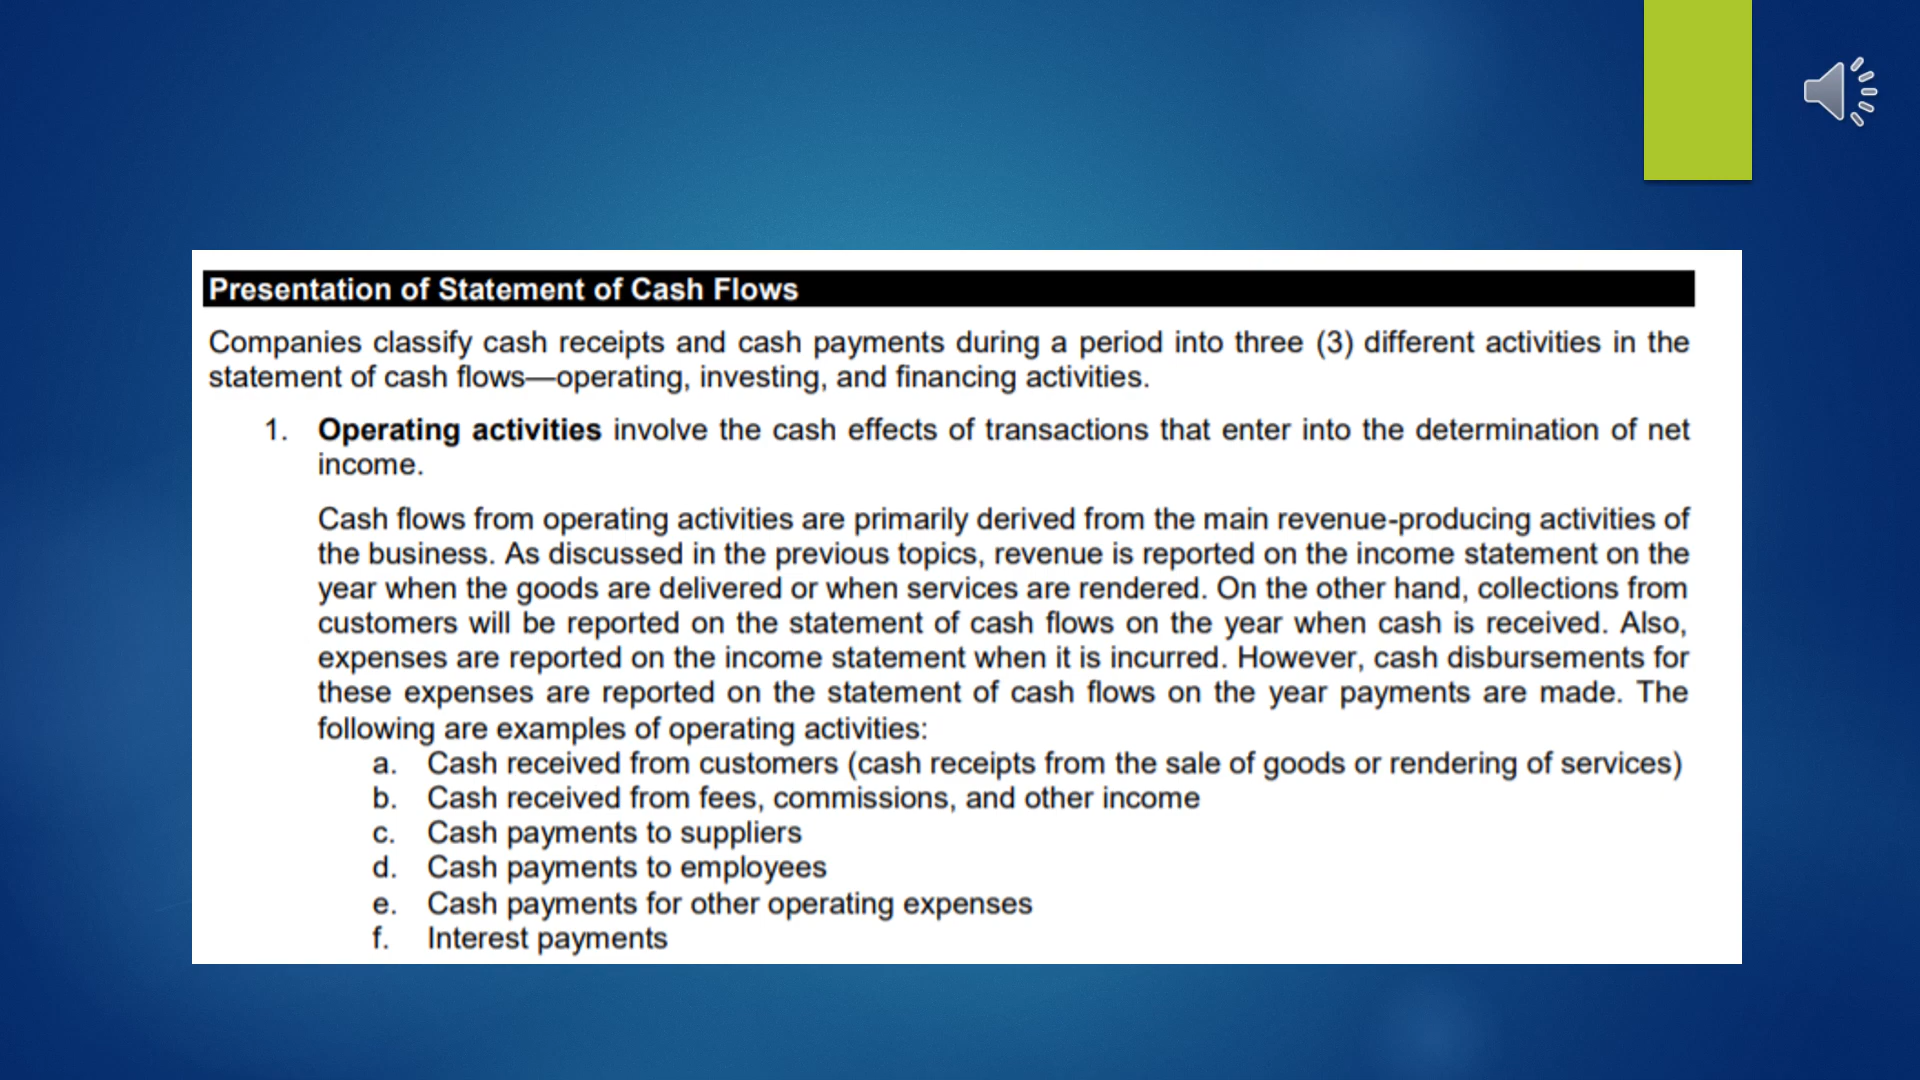 Presentation of Statement of Cash Flows
Companies classify cash receipts and cash payments during a period into three (3) different activities in the
statement of cash flows—operating, investing, and financing activities.
1. Operating activities involve the cash effects of transactions that enter into the determination of net
income.
Cash flows from operating activities are primarily derived from the main revenue-producing activities of
the business. As discussed in the previous topics, revenue is reported on the income statement on the
year when the goods are delivered or when services are rendered. On the other hand, collections from
customers will be reported on the statement of cash flows on the year when cash is received. Also,
expenses are reported on the income statement when it is incurred. However, cash disbursements for
these expenses are reported on the statement of cash flows on the year payments are made. The
following are examples of operating activities:
a. Cash received from customers (cash receipts from the sale of goods or rendering of services)
b. Cash received from fees, commissions, and other income
c. Cash payments to suppliers
d. Cash payments to employees
e. Cash payments for other operating expenses
f. Interest payments